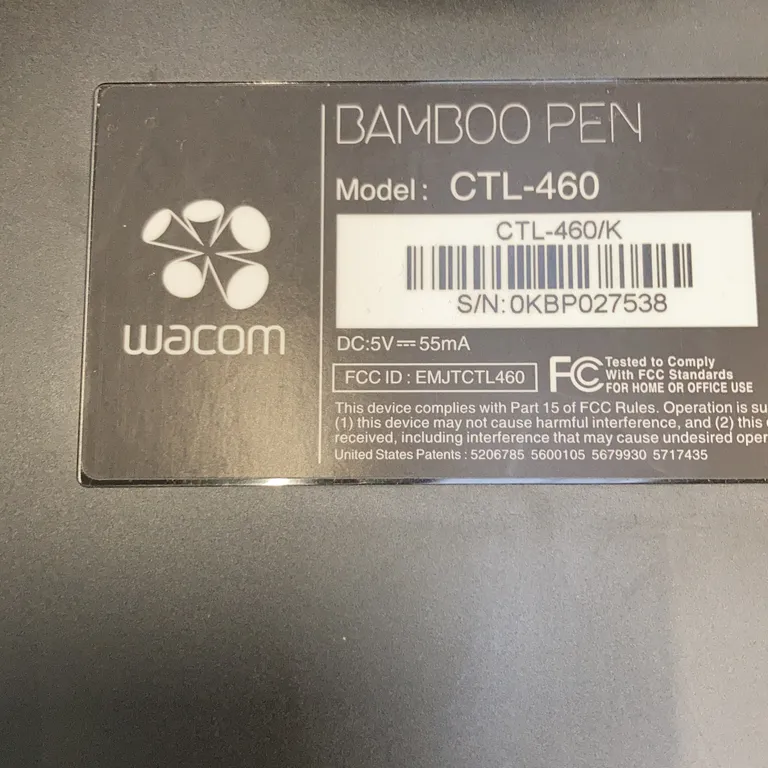 BAMBOO PEN
Model: CTL-460
CTL-460/K
S/N: 0KBP027538
wacom
DC:5V⎓55mA
FCC ID : EMJTCTL460
FC Tested to Comply
With FCC Standards
FOR HOME OR OFFICE USE
This device complies with Part 15 of FCC Rules. Operation is su
(1) this device may not cause harmful interference, and (2) this
received, including interference that may cause undesired oper
United States Patents : 5206785 5600105 5679930 5717435